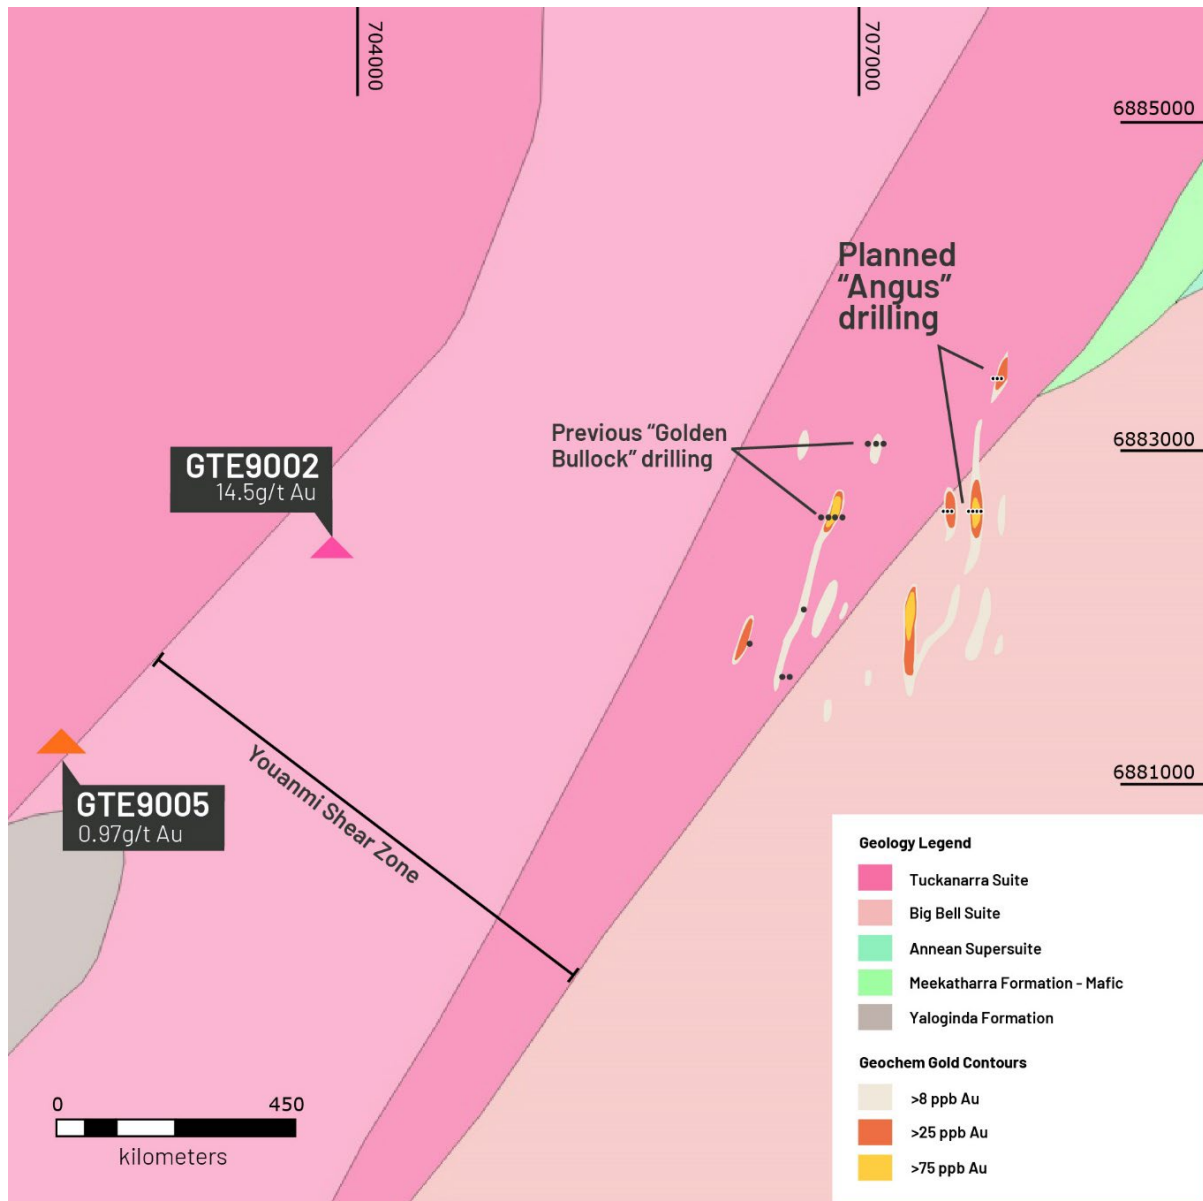 704000
707000
6885000
Planned
“Angus”
drilling
Previous “Golden
Bullock” drilling
6883000
GTE9002
14.5g/t Au
Youanmi Shear Zone
GTE9005
0.97g/t Au
6881000
Geology Legend
Tuckanarra Suite
Big Bell Suite
Annean Supersuite
Meekatharra Formation - Mafic
Yaloginda Formation
Geochem Gold Contours
>8 ppb Au
>25 ppb Au
>75 ppb Au
0 450
kilometers